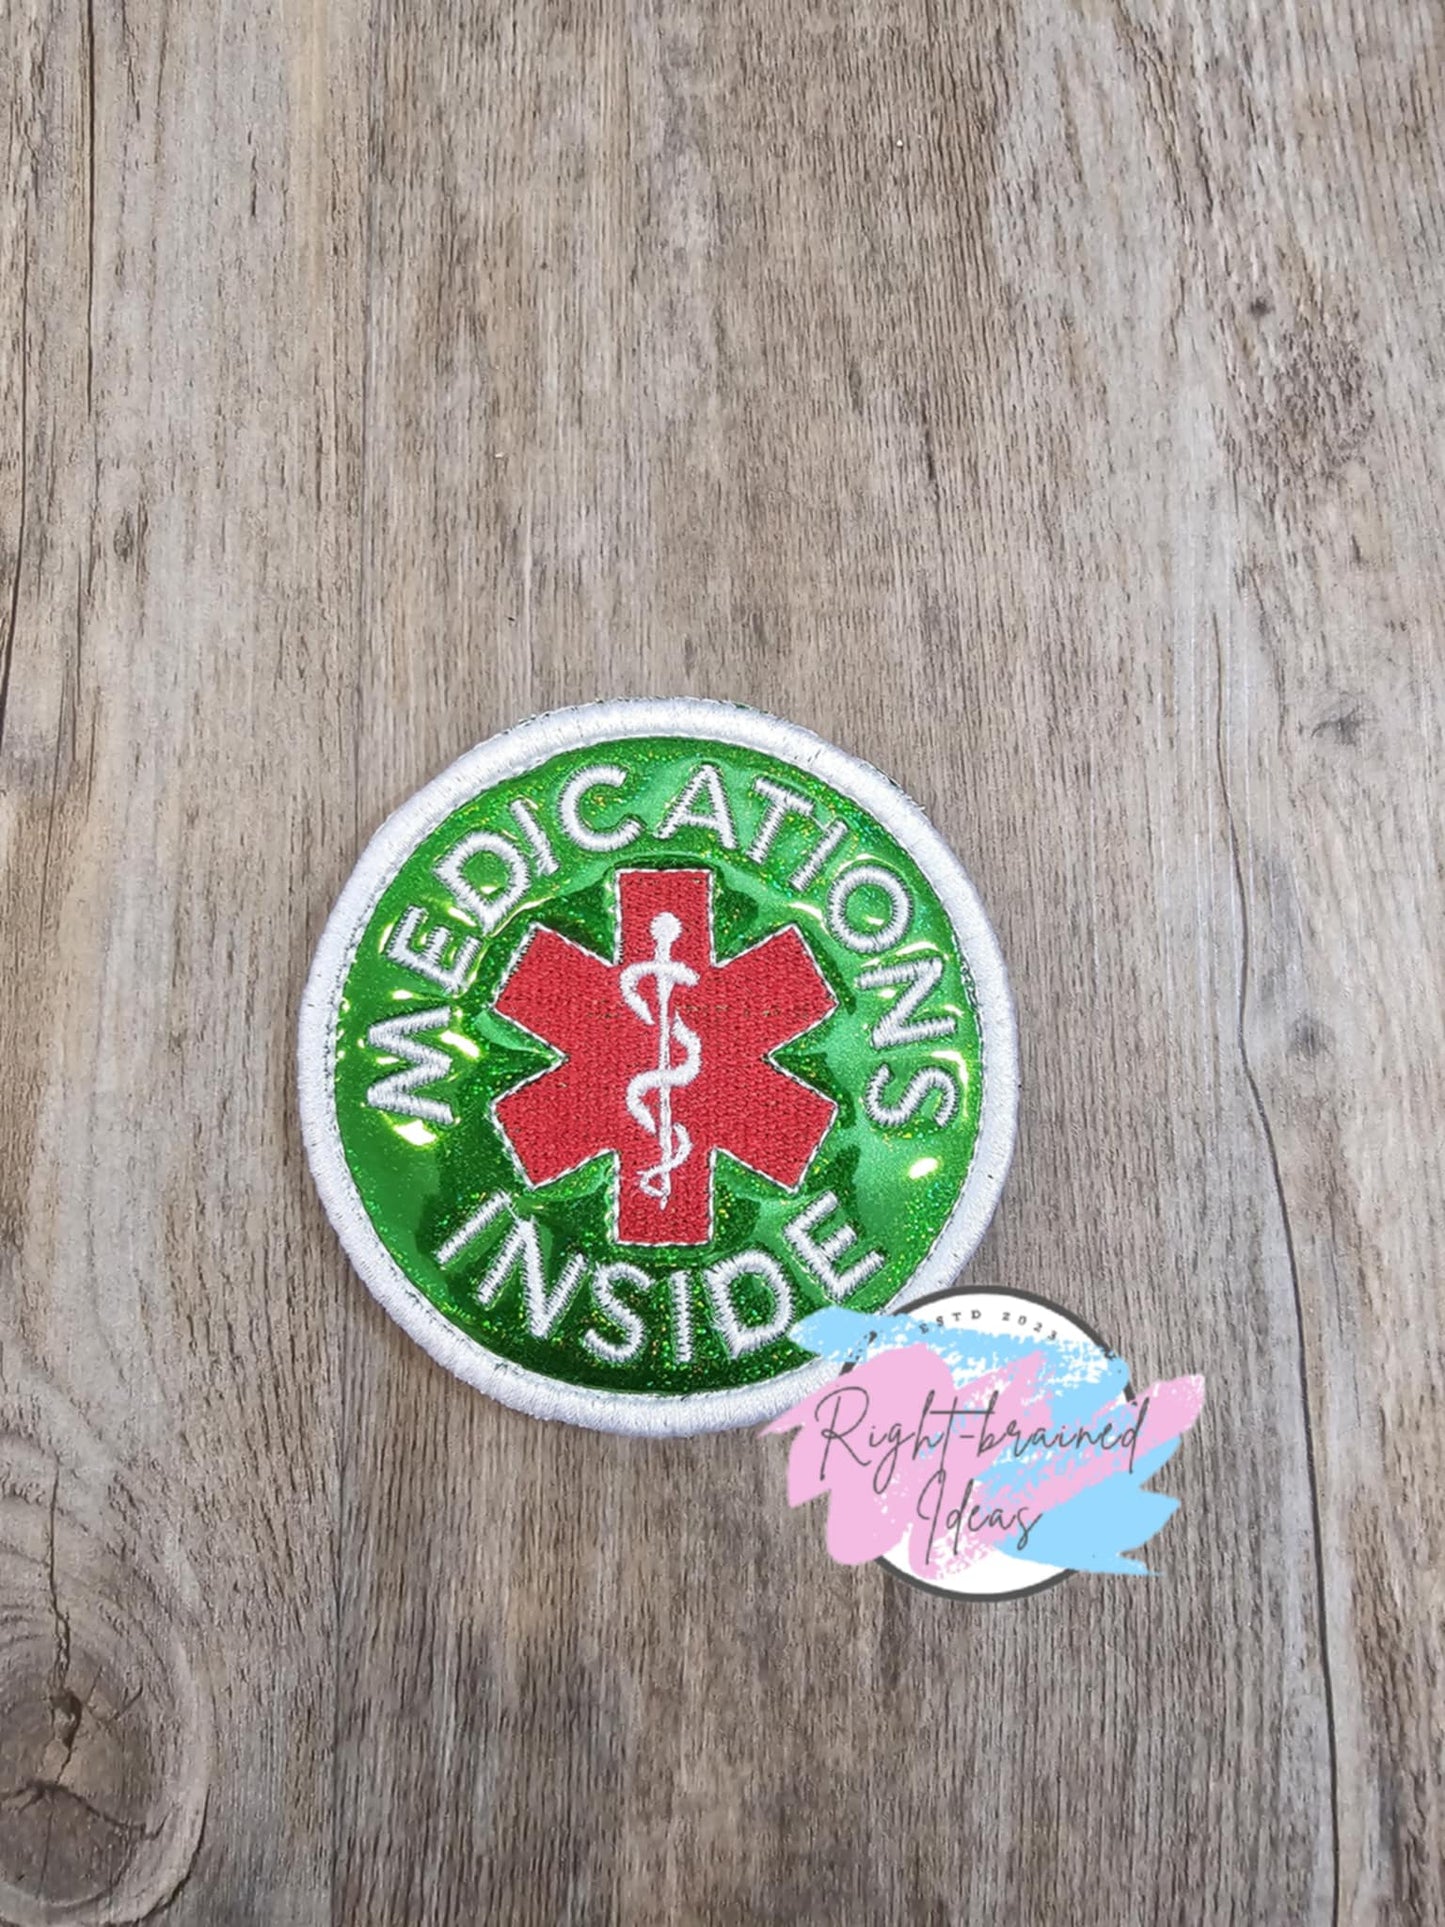 MEDICATIONS
INSIDE
ESTD 2023
Right-brained
Ideas